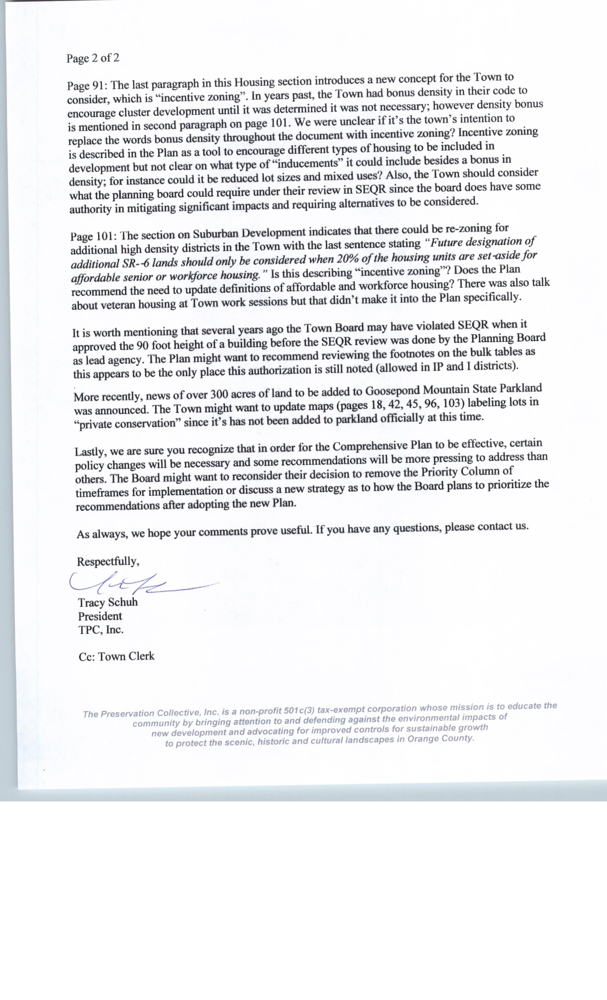 Page 2 of 2
Page 91: The last paragraph in this Housing section introduces a new concept for the Town to
consider, which is “incentive zoning”. In years past, the Town had bonus density in their code to
encourage cluster development until it was determined it was not necessary; however density bonus
is mentioned in second paragraph on page 101. We were unclear if it’s the town’s intention to
replace the words bonus density throughout the document with incentive zoning? Incentive zoning
is described in the Plan as a tool to encourage different types of housing to be included in
development but not clear on what type of “inducements” it could include besides a bonus in
density; for instance could it be reduced lot sizes and mixed uses? Also, the Town should consider
what the planning board could require under their review in SEQR since the board does have some
authority in mitigating significant impacts and requiring alternatives to be considered.
Page 101: The section on Suburban Development indicates that there could be re-zoning for
additional high density districts in the Town with the last sentence stating “Future designation of
additional SR--6 lands should only be considered when 20% of the housing units are set-aside for
affordable senior or workforce housing.” Is this describing “incentive zoning”? Does the Plan
recommend the need to update definitions of affordable and workforce housing? There was also talk
about veteran housing at Town work sessions but that didn’t make it into the Plan specifically.
It is worth mentioning that several years ago the Town Board may have violated SEQR when it
approved the 90 foot height of a building before the SEQR review was done by the Planning Board
as lead agency. The Plan might want to recommend reviewing the footnotes on the bulk tables as
this appears to be the only place this authorization is still noted (allowed in IP and I districts).
More recently, news of over 300 acres of land to be added to Goosepond Mountain State Parkland
was announced. The Town might want to update maps (pages 18, 42, 45, 96, 103) labeling lots in
“private conservation” since it’s has not been added to parkland officially at this time.
Lastly, we are sure you recognize that in order for the Comprehensive Plan to be effective, certain
policy changes will be necessary and some recommendations will be more pressing to address than
others. The Board might want to reconsider their decision to remove the Priority Column of
timeframes for implementation or discuss a new strategy as to how the Board plans to prioritize the
recommendations after adopting the new Plan.
As always, we hope your comments prove useful. If you have any questions, please contact us.
Respectfully,
Tracy Schuh
President
TPC, Inc.
Cc: Town Clerk
The Preservation Collective, Inc. is a non-profit 501c(3) tax-exempt corporation whose mission is to educate the
community by bringing attention to and defending against the environmental impacts of
new development and advocating for improved controls for sustainable growth
to protect the scenic, historic and cultural landscapes in Orange County.